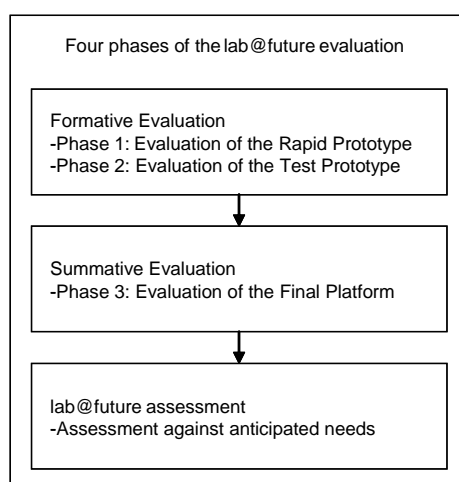 Four phases of the lab@future evaluation
Formative Evaluation
-Phase 1: Evaluation of the Rapid Prototype
-Phase 2: Evaluation of the Test Prototype
Summative Evaluation
-Phase 3: Evaluation of the Final Platform
lab@future assessment
-Assessment against anticipated needs